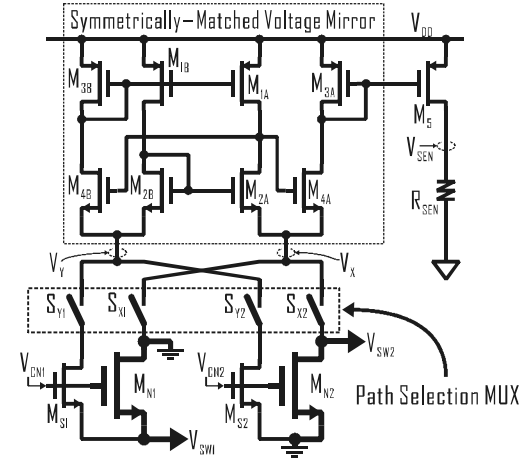 Symmetrically-Matched Voltage Mirror
V_DD
M_3B
M_1B
M_1A
M_3A
M_5
V_SEN
M_4B
M_2B
M_2A
M_4A
R_SEN
V_Y
V_X
S_Y1
S_X1
S_Y2
S_X2
V_SW2
V_CN1
M_N1
V_CN2
M_N2
Path Selection MUX
M_S1
M_S2
V_SW1